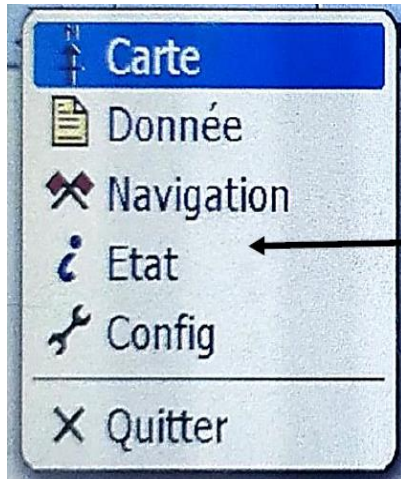 N
Carte
Donnée
Navigation
Etat
Config
Quitter